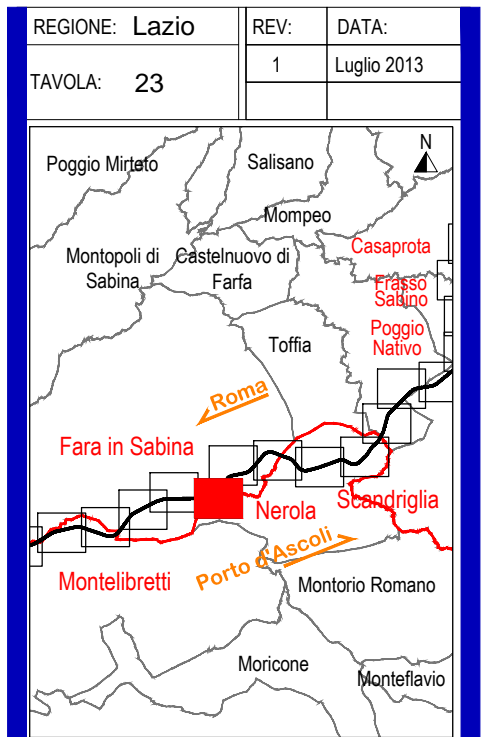 REGIONE: Lazio
REV:
DATA:
TAVOLA: 23
1
Luglio 2013
N
Poggio Mirteto
Salisano
Mompeo
Casaprota
Montopoli di
Sabina
Castelnuovo di
Farfa
Frasso
Sabino
Poggio
Nativo
Toffia
Roma
Fara in Sabina
Nerola
Scandriglia
Porto d'Ascoli
Montelibretti
Montorio Romano
Moricone
Monteflavio